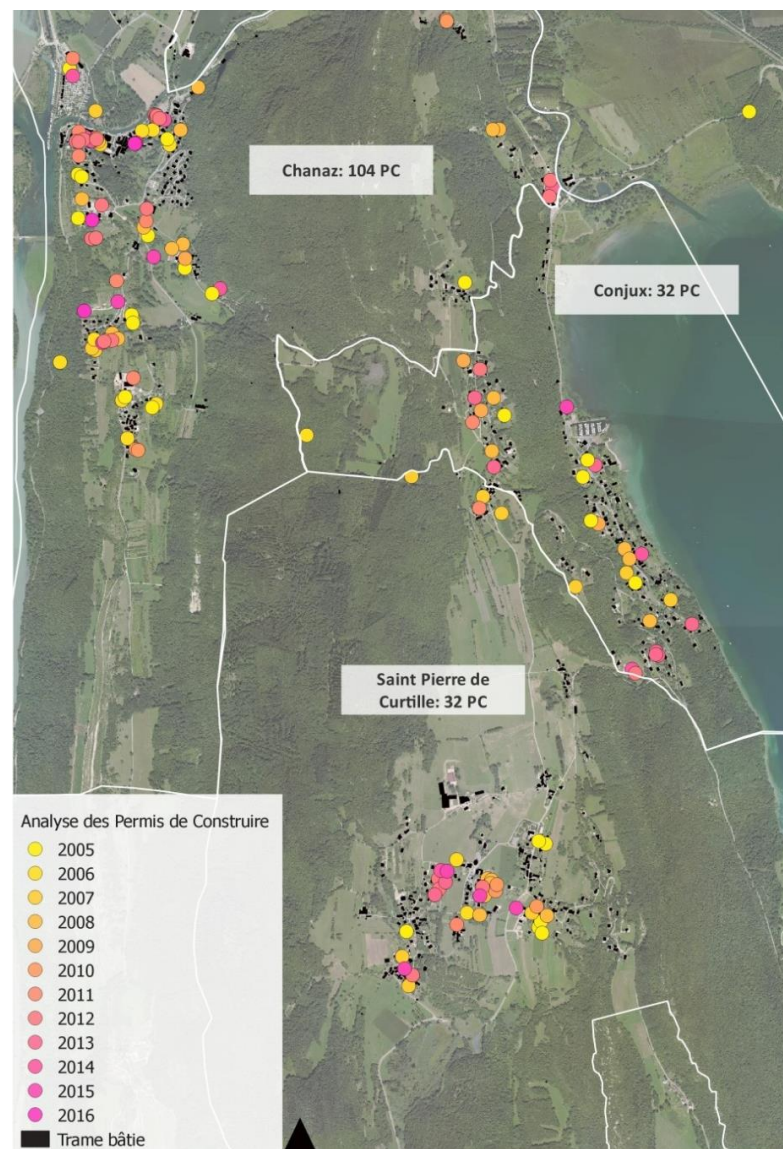 Chanaz: 104 PC
Conjux: 32 PC
Saint Pierre de
Curtille: 32 PC
Analyse des Permis de Construire
2005
2006
2007
2008
2009
2010
2011
2012
2013
2014
2015
2016
Trame bâtie